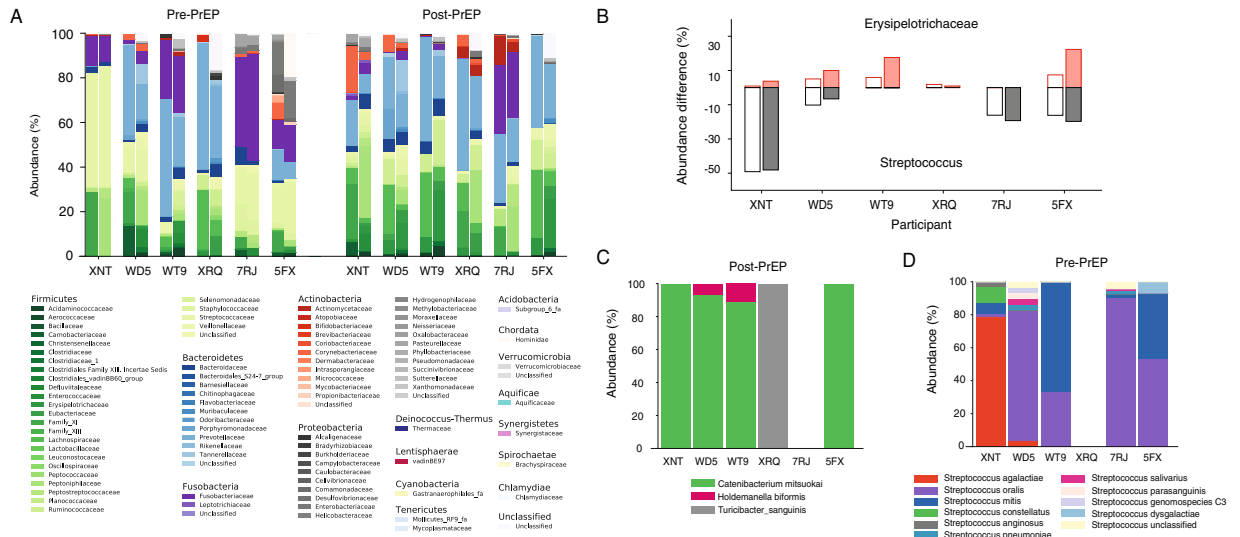 A
Pre-PrEP
Post-PrEP
Abundance (%)
100
80
60
40
20
0
XNT
WD5
WT9
XRQ
7RJ
5FX
XNT
WD5
WT9
XRQ
7RJ
5FX
Firmicutes
Acidaminococcaceae
Aerococcaceae
Bacillaceae
Carnobacteriaceae
Christensenellaceae
Clostridiaceae
Clostridiaceae_1
Clostridiales Family XIII. Incertae Sedis
Clostridiales_vadinBB60_group
Defluviitaleaceae
Enterococcaceae
Erysipelotrichaceae
Eubacteriaceae
Family_XI
Family_XIII
Lachnospiraceae
Lactobacillaceae
Leuconostocaceae
Oscillospiraceae
Peptococcaceae
Peptoniphilaceae
Peptostreptococcaceae
Planococcaceae
Ruminococcaceae
Selenomonadaceae
Staphylococcaceae
Streptococcaceae
Veillonellaceae
Unclassified
Bacteroidetes
Bacteroidaceae
Bacteroidales_S24-7_group
Barnesiellaceae
Chitinophagaceae
Flavobacteriaceae
Muribaculaceae
Odoribacteraceae
Porphyromonadaceae
Prevotellaceae
Rikenellaceae
Tannerellaceae
Unclassified
Fusobacteria
Fusobacteriaceae
Leptotrichiaceae
Unclassified
Actinobacteria
Actinomycetaceae
Atopobiaceae
Bifidobacteriaceae
Brevibacteriaceae
Coriobacteriaceae
Corynebacteriaceae
Dermabacteraceae
Intrasporangiaceae
Micrococcaceae
Mycobacteriaceae
Propionibacteriaceae
Unclassified
Proteobacteria
Alcaligenaceae
Bradyrhizobiaceae
Burkholderiaceae
Campylobacteraceae
Caulobacteraceae
Cellvibrionaceae
Comamonadaceae
Desulfovibrionaceae
Enterobacteriaceae
Helicobacteraceae
Hydrogenophilaceae
Methylobacteriaceae
Moraxellaceae
Neisseriaceae
Oxalobacteraceae
Pasteurellaceae
Phyllobacteriaceae
Pseudomonadaceae
Succinivibrionaceae
Sutterellaceae
Xanthomonadaceae
Unclassified
Deinococcus-Thermus
Thermaceae
Lentisphaerae
vadinBE97
Cyanobacteria
Gastranaerophilales_fa
Tenericutes
Mollicutes_RF9_fa
Mycoplasmataceae
Acidobacteria
Subgroup_6_fa
Chordata
Hominidae
Verrucomicrobia
Verrucomicrobiaceae
Unclassified
Aquificae
Aquificaceae
Synergistetes
Synergistaceae
Spirochaetae
Brachyspiraceae
Chlamydiae
Chlamydiaceae
Unclassified
Unclassified
B
Erysipelotrichaceae
Abundance difference (%)
30
10
-10
-30
-50
Streptococcus
XNT
WD5
WT9
XRQ
7RJ
5FX
Participant
C
Post-PrEP
Abundance (%)
100
80
60
40
20
0
XNT
WD5
WT9
XRQ
7RJ
5FX
Catenibacterium mitsuokai
Holdemanella biformis
Turicibacter_sanguinis
D
Pre-PrEP
Abundance (%)
100
80
60
40
20
0
XNT
WD5
WT9
XRQ
7RJ
5FX
Streptococcus agalactiae
Streptococcus oralis
Streptococcus mitis
Streptococcus constellatus
Streptococcus anginosus
Streptococcus pneumoniae
Streptococcus salivarius
Streptococcus parasanguinis
Streptococcus genomospecies C3
Streptococcus dysgalactiae
Streptococcus unclassified